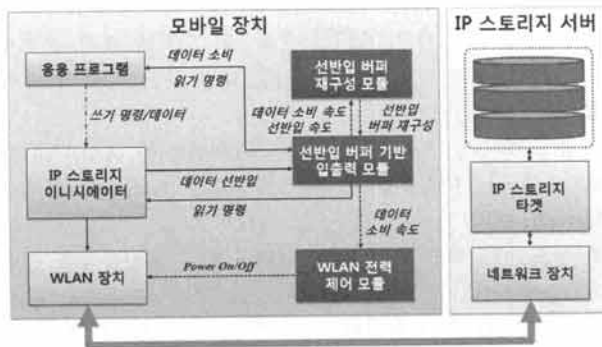 모바일 장치
IP 스토리지 서버
응용 프로그램
데이터 소비
읽기 명령
선반입 버퍼
재구성 모듈
쓰기 명령/데이터
데이터 소비 속도
선반입 속도
선반입
버퍼 재구성
IP 스토리지
이니시에이터
데이터 선반입
읽기 명령
선반입 버퍼 기반
입출력 모듈
IP 스토리지
타겟
데이터
소비 속도
WLAN 장치
Power On/Off
WLAN 전력
제어 모듈
네트워크 장치